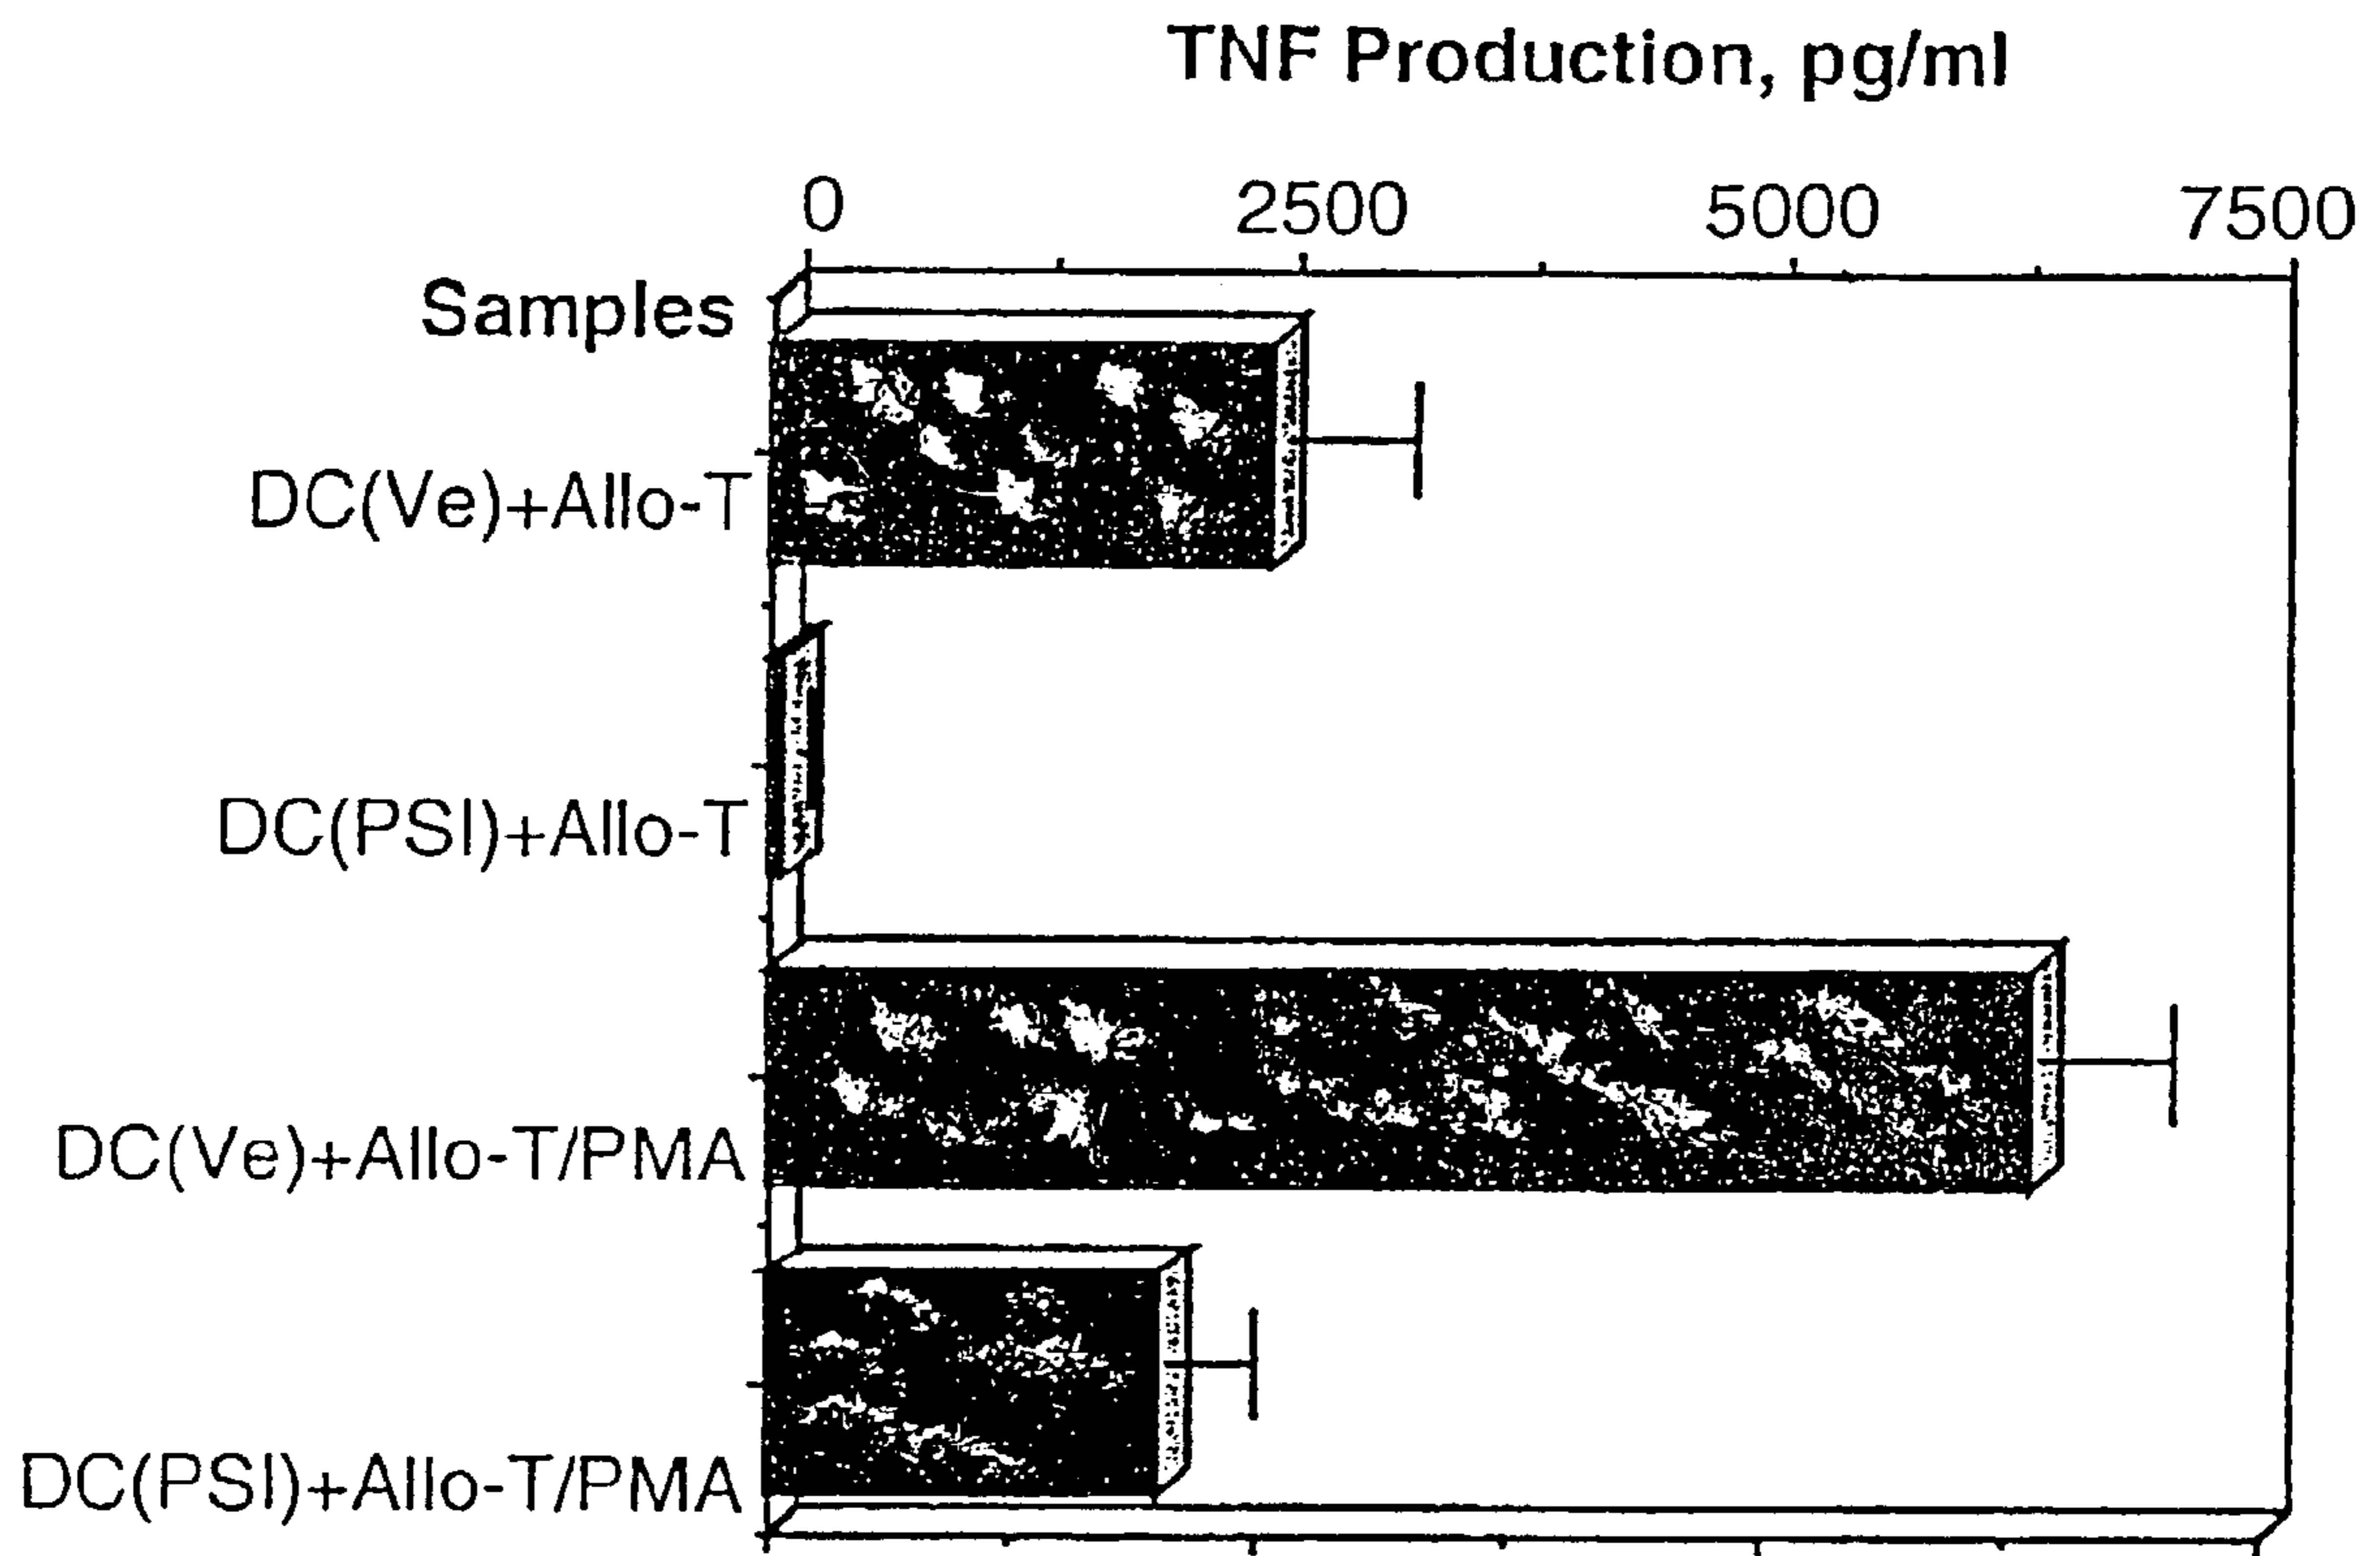 TNF Production, pg/ml
0 2500 5000 7500
Samples
DC(Ve)+Allo-T
DC(PSI)+Allo-T
DC(Ve)+Allo-T/PMA
DC(PSI)+Allo-T/PMA